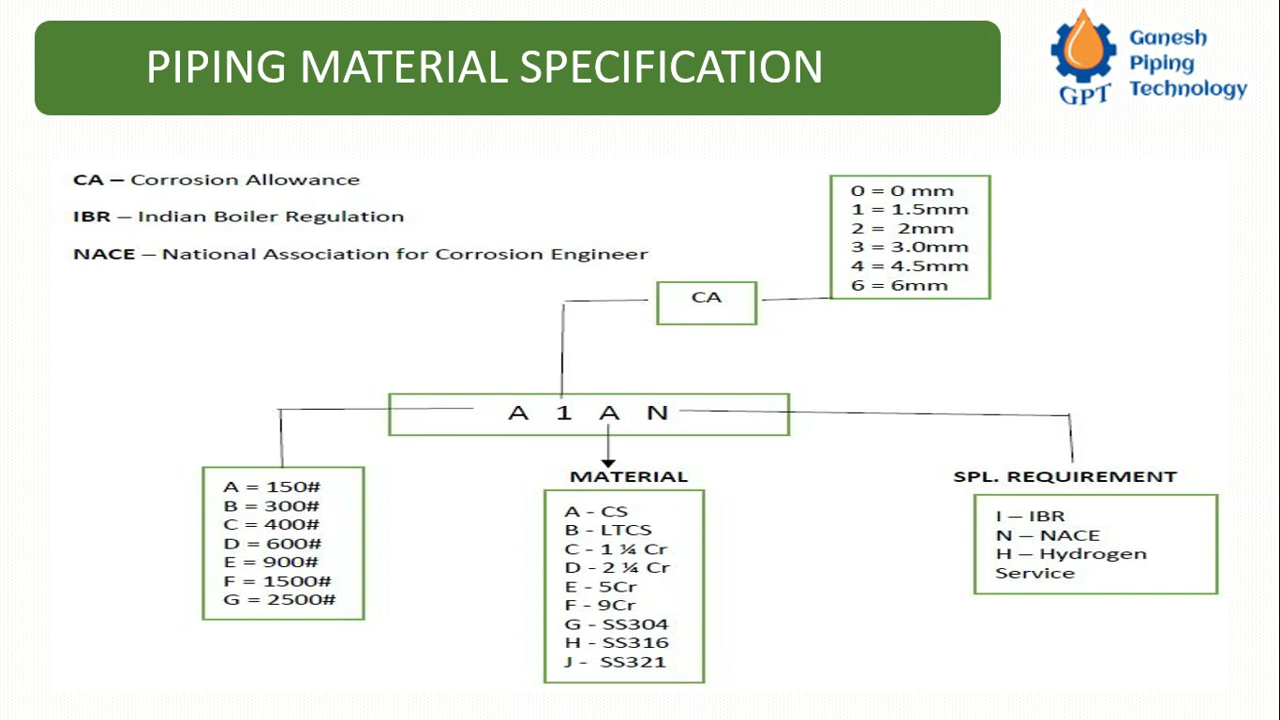 PIPING MATERIAL SPECIFICATION
Ganesh
Piping
Technology
GPT
CA – Corrosion Allowance
IBR – Indian Boiler Regulation
NACE – National Association for Corrosion Engineer
0 = 0 mm
1 = 1.5mm
2 = 2mm
3 = 3.0mm
4 = 4.5mm
6 = 6mm
CA
A 1 A N
A = 150#
B = 300#
C = 400#
D = 600#
E = 900#
F = 1500#
G = 2500#
MATERIAL
A - CS
B - LTCS
C - 1 ¼ Cr
D - 2 ¼ Cr
E - 5Cr
F - 9Cr
G - SS304
H - SS316
J - SS321
SPL. REQUIREMENT
I – IBR
N – NACE
H – Hydrogen
Service